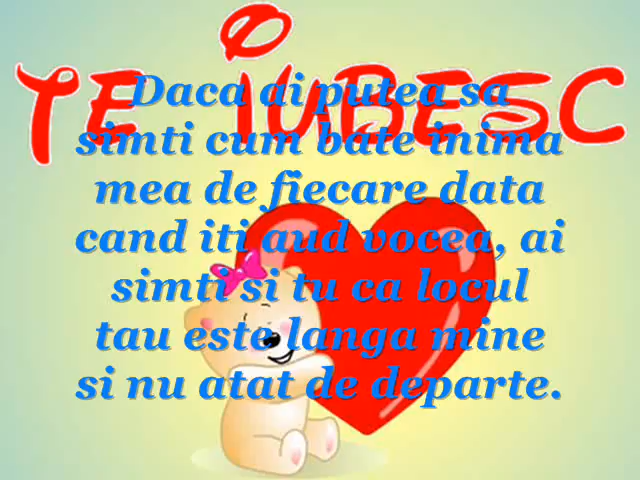 TE IUBESC
Daca ai putea sa
simti cum bate inima
mea de fiecare data
cand iti aud vocea, ai
simti si tu ca locul
tau este langa mine
si nu atat de departe.